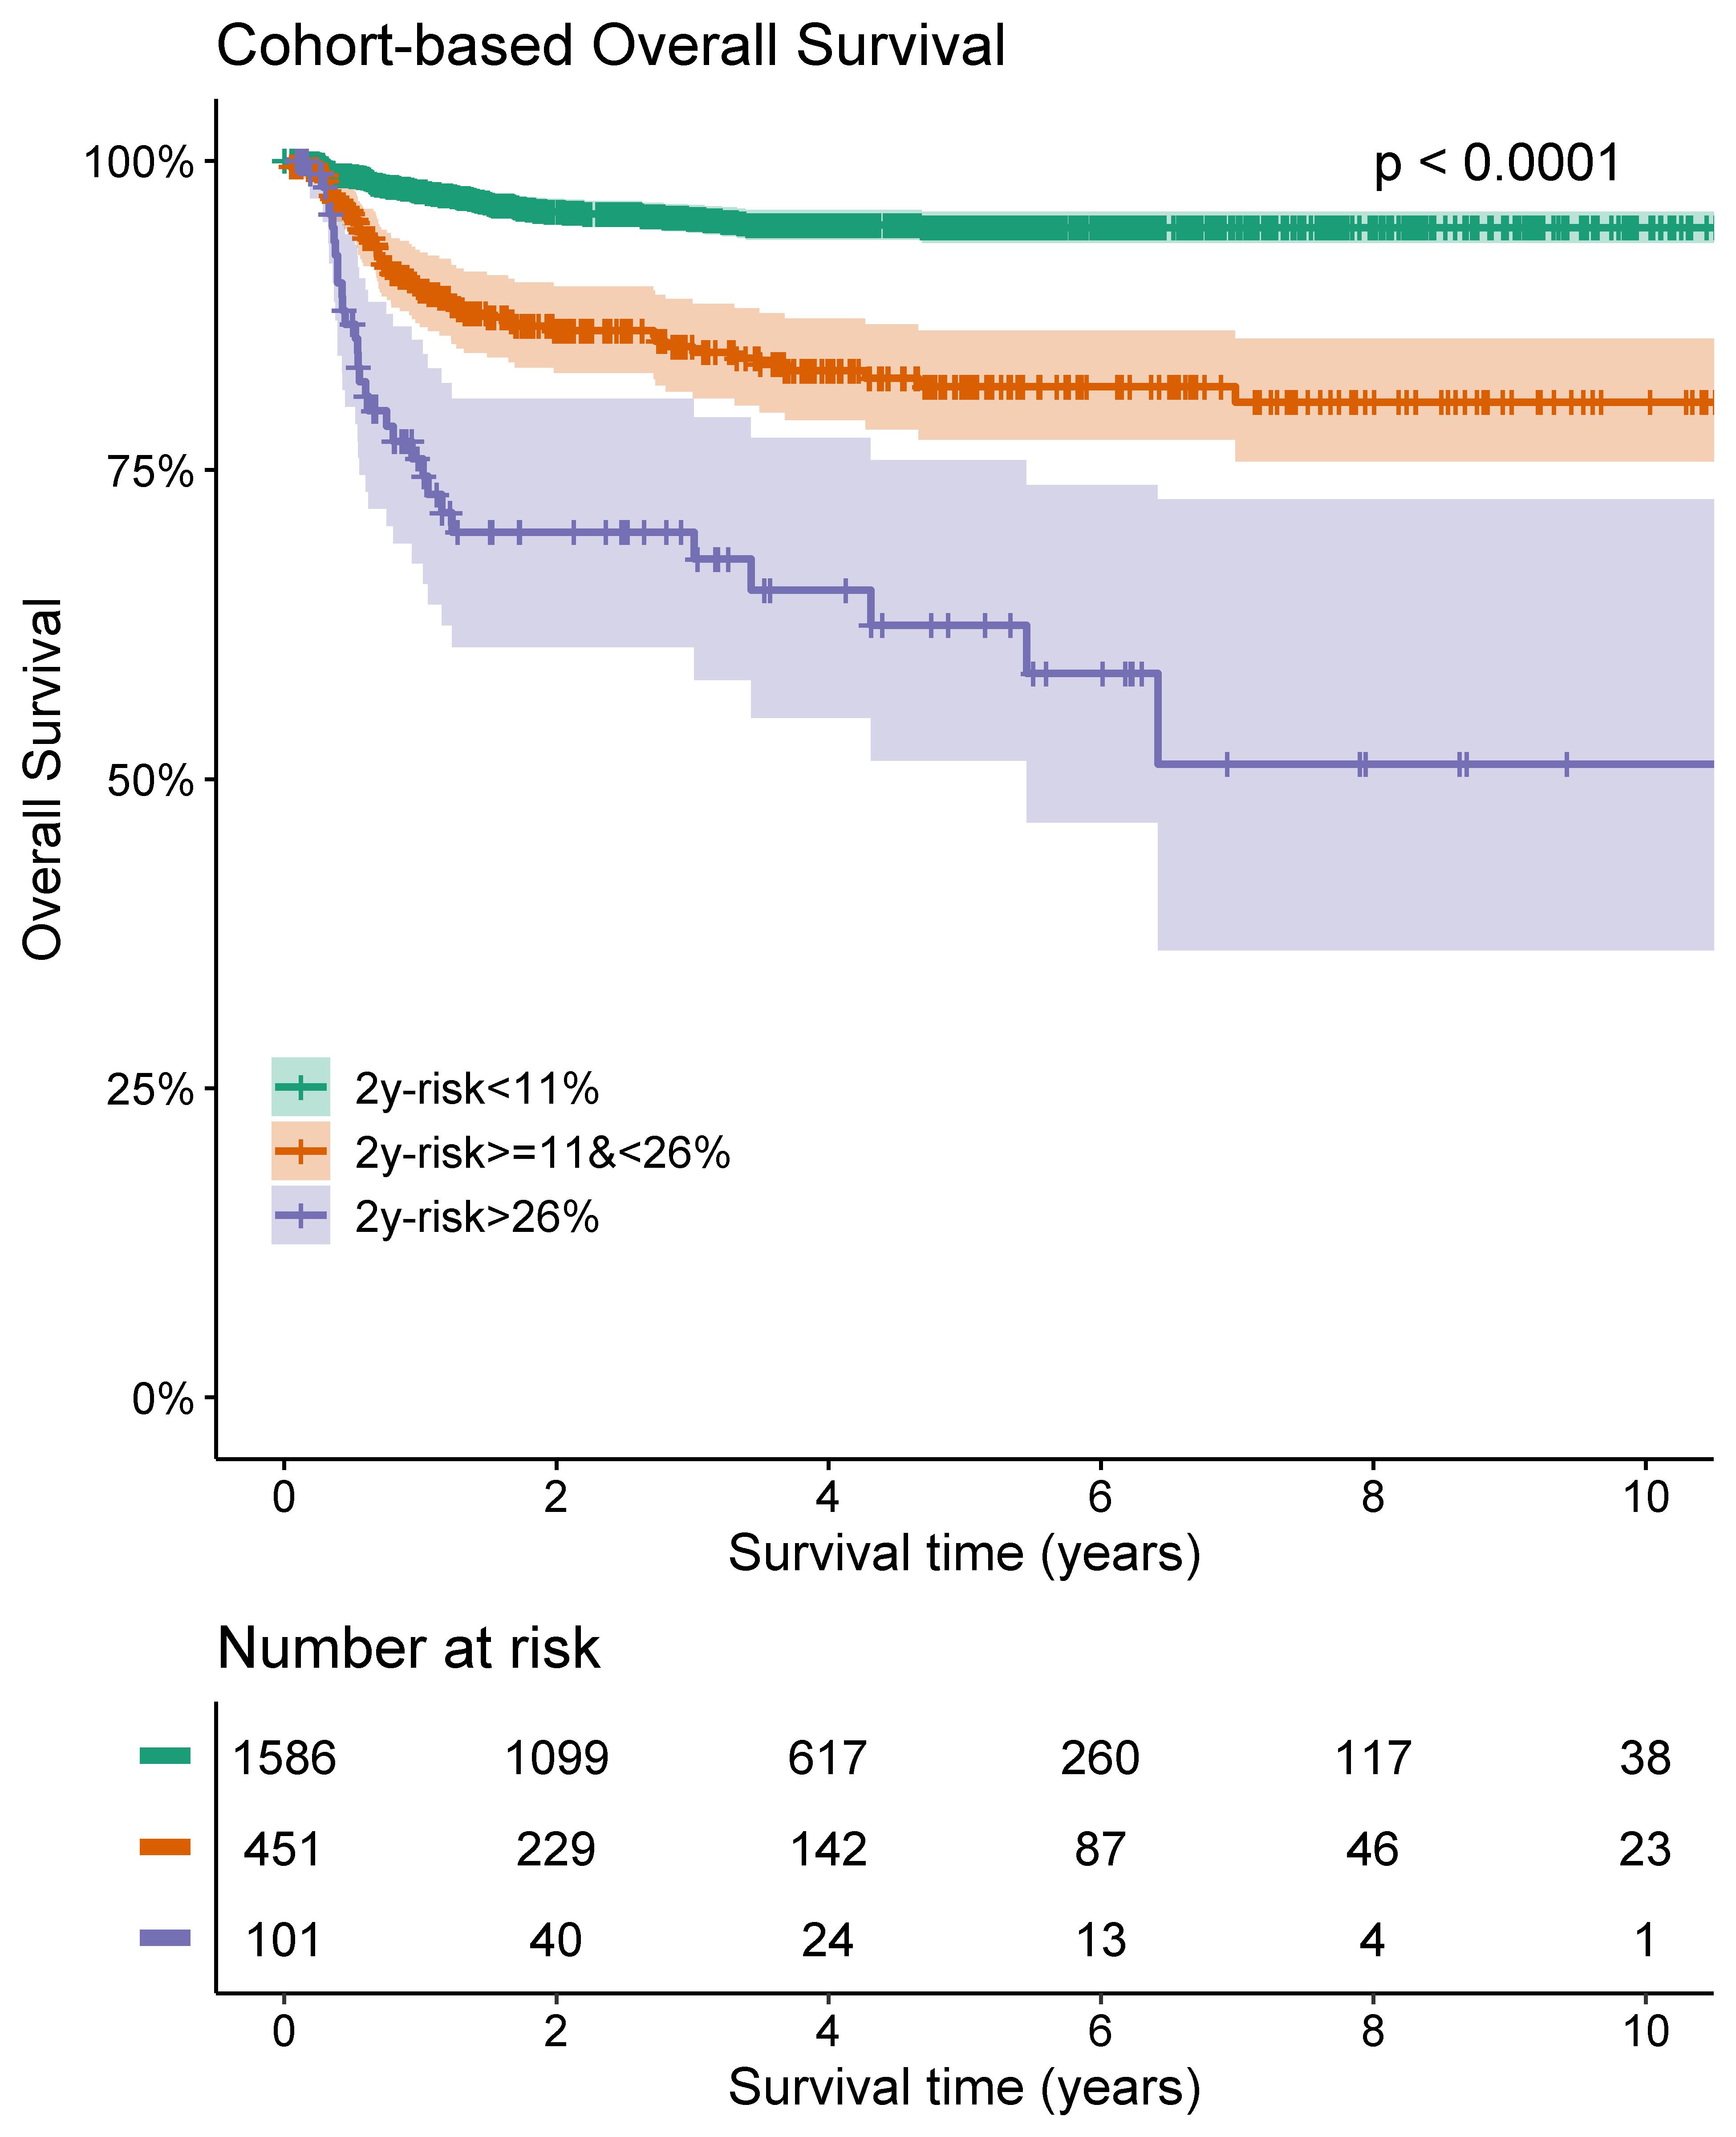 Cohort-based Overall Survival
p < 0.0001
100%
75%
50%
25%
0%
Overall Survival
2y-risk<11%
2y-risk>=11&<26%
2y-risk>26%
0 2 4 6 8 10
Survival time (years)
Number at risk
1586 1099 617 260 117 38
451 229 142 87 46 23
101 40 24 13 4 1
0 2 4 6 8 10
Survival time (years)